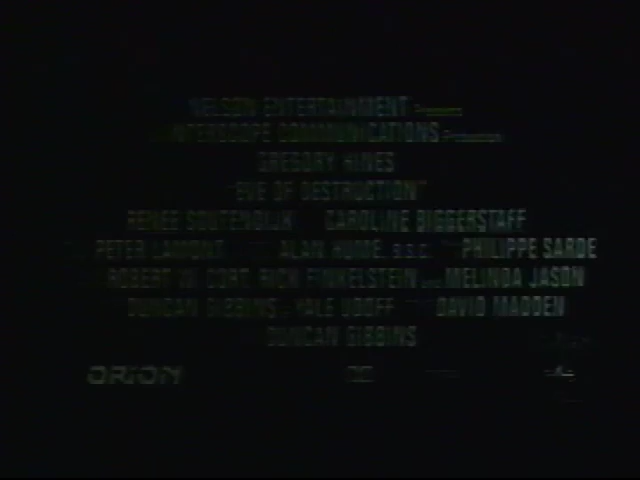 NELSON ENTERTAINMENT
INTERSCOPE COMMUNICATIONS
GREGORY HINES
"EVE OF DESTRUCTION"
RENEE SOUTENDIJK CAROLINE BIGGERSTAFF
PETER LAMONT ALAN HUME, B.S.C. PHILIPPE SARDE
ROBERT W. CORT, RICK FINKELSTEIN AND MELINDA JASON
DUNCAN GIBBINS YALE UDOFF DAVID MADDEN
DUNCAN GIBBINS
ORION